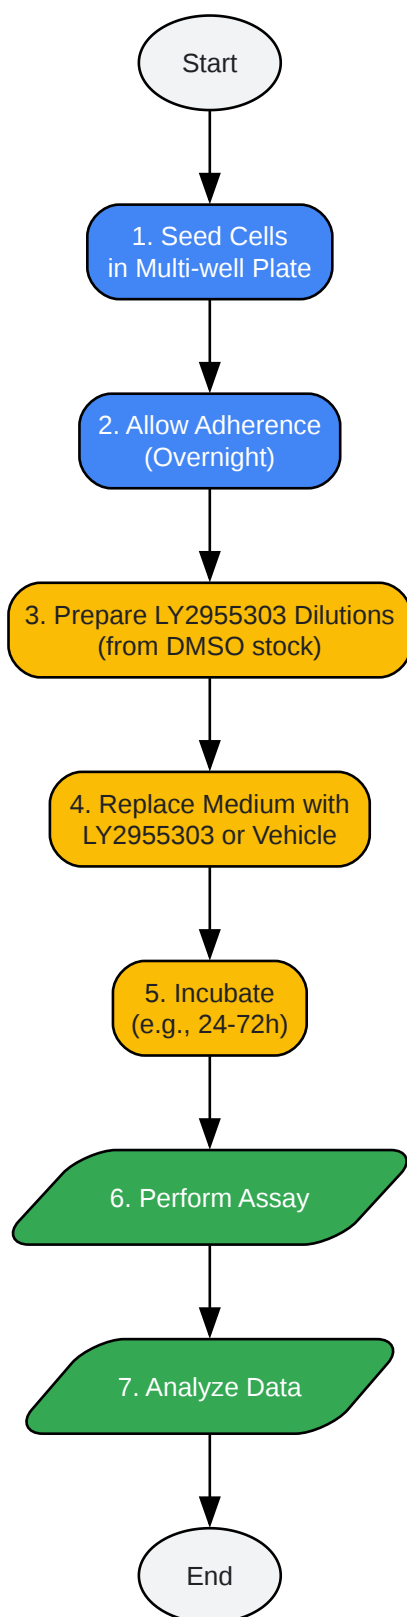 Start
1. Seed Cells
in Multi-well Plate
2. Allow Adherence
(Overnight)
3. Prepare LY2955303 Dilutions
(from DMSO stock)
4. Replace Medium with
LY2955303 or Vehicle
5. Incubate
(e.g., 24-72h)
6. Perform Assay
7. Analyze Data
End